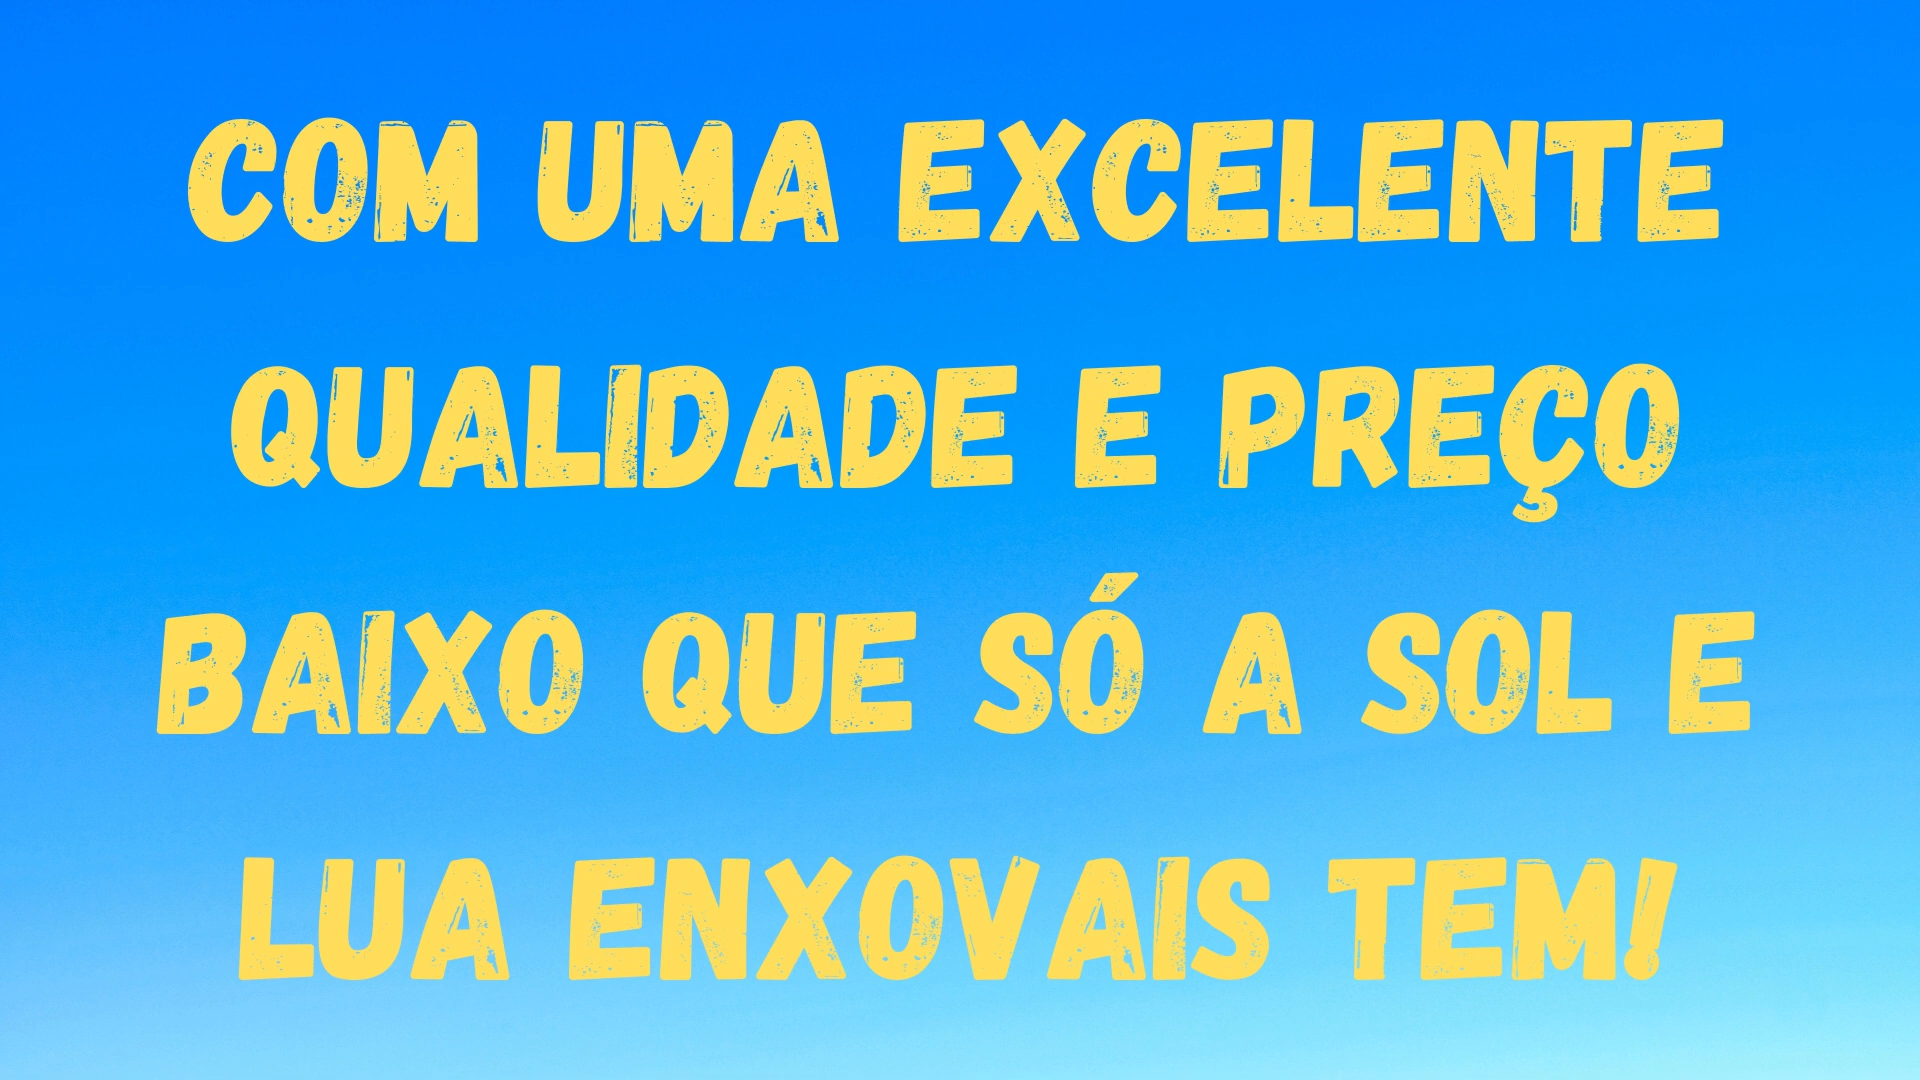 COM UMA EXCELENTE
QUALIDADE E PREÇO
BAIXO QUE SÓ A SOL E
LUA ENXOVAIS TEM!